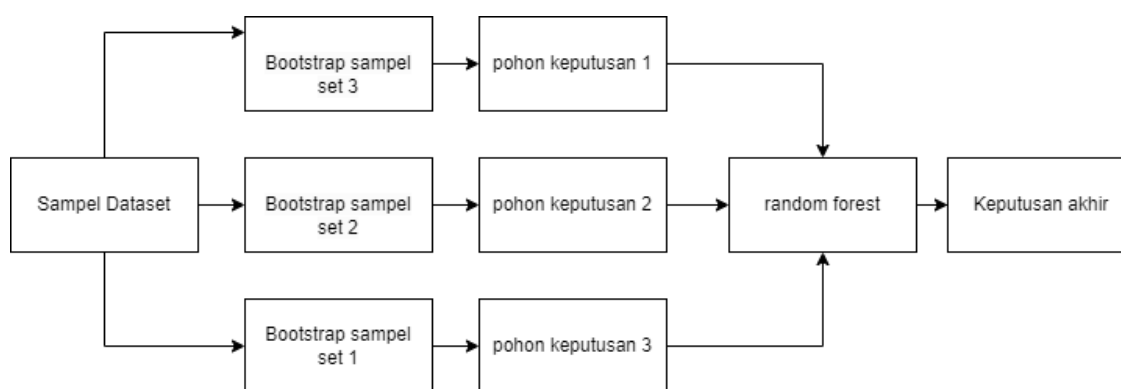 Bootstrap sampel
set 3
pohon keputusan 1
Sampel Dataset
Bootstrap sampel
set 2
pohon keputusan 2
random forest
Keputusan akhir
Bootstrap sampel
set 1
pohon keputusan 3